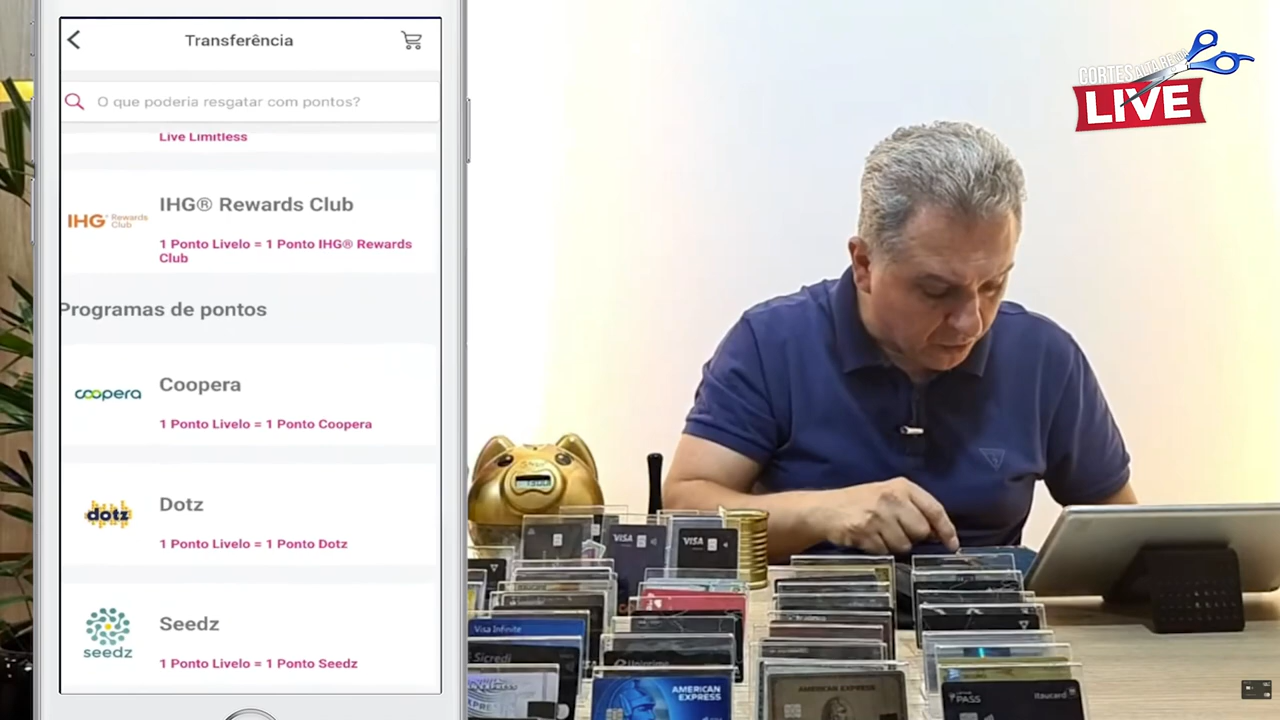 Transferência
O que poderia resgatar com pontos?
Live Limitless
IHG® Rewards Club
IHG® Rewards
Club
1 Ponto Livelo = 1 Ponto IHG® Rewards
Club
Programas de pontos
Coopera
coopera
1 Ponto Livelo = 1 Ponto Coopera
Dotz
dotz
1 Ponto Livelo = 1 Ponto Dotz
Seedz
seedz
1 Ponto Livelo = 1 Ponto Seedz
CORTES
LIVE
VISA
VISA
Visa Infinite
Sicredi
Unicred
AMERICAN
EXPRESS
AMERICAN EXPRESS
PASS
itaucard